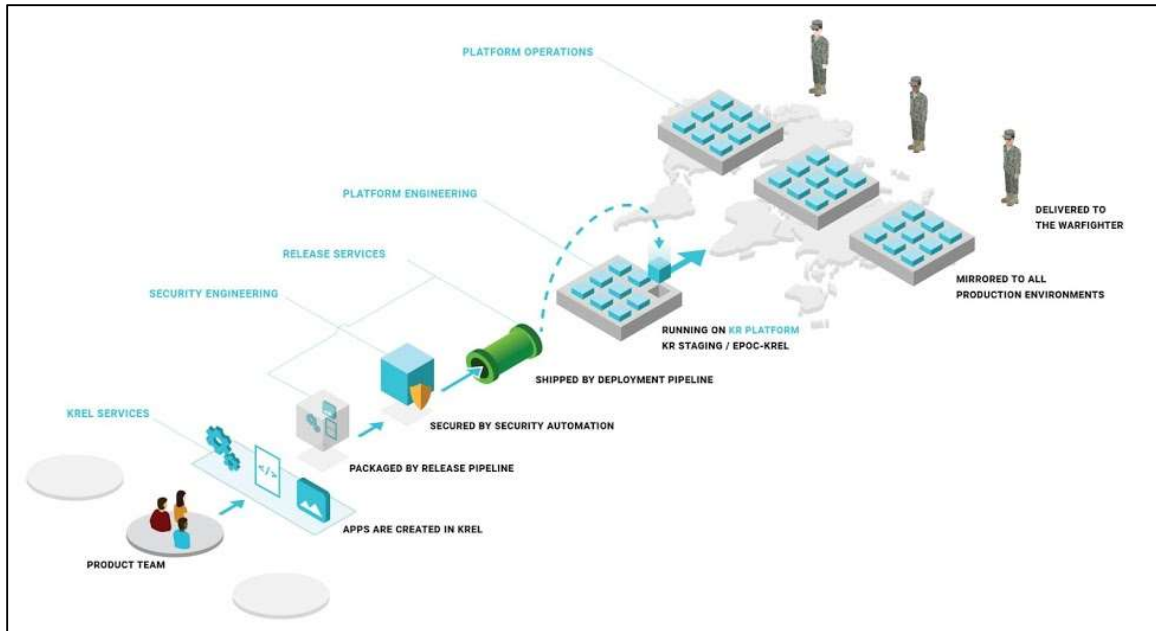 PLATFORM OPERATIONS
PLATFORM ENGINEERING
RELEASE SERVICES
SECURITY ENGINEERING
KREL SERVICES
PRODUCT TEAM
APPS ARE CREATED IN KREL
</>
PACKAGED BY RELEASE PIPELINE
SECURED BY SECURITY AUTOMATION
SHIPPED BY DEPLOYMENT PIPELINE
RUNNING ON KR PLATFORM
KR STAGING / EPOC-KREL
MIRRORED TO ALL
PRODUCTION ENVIRONMENTS
DELIVERED TO
THE WARFIGHTER